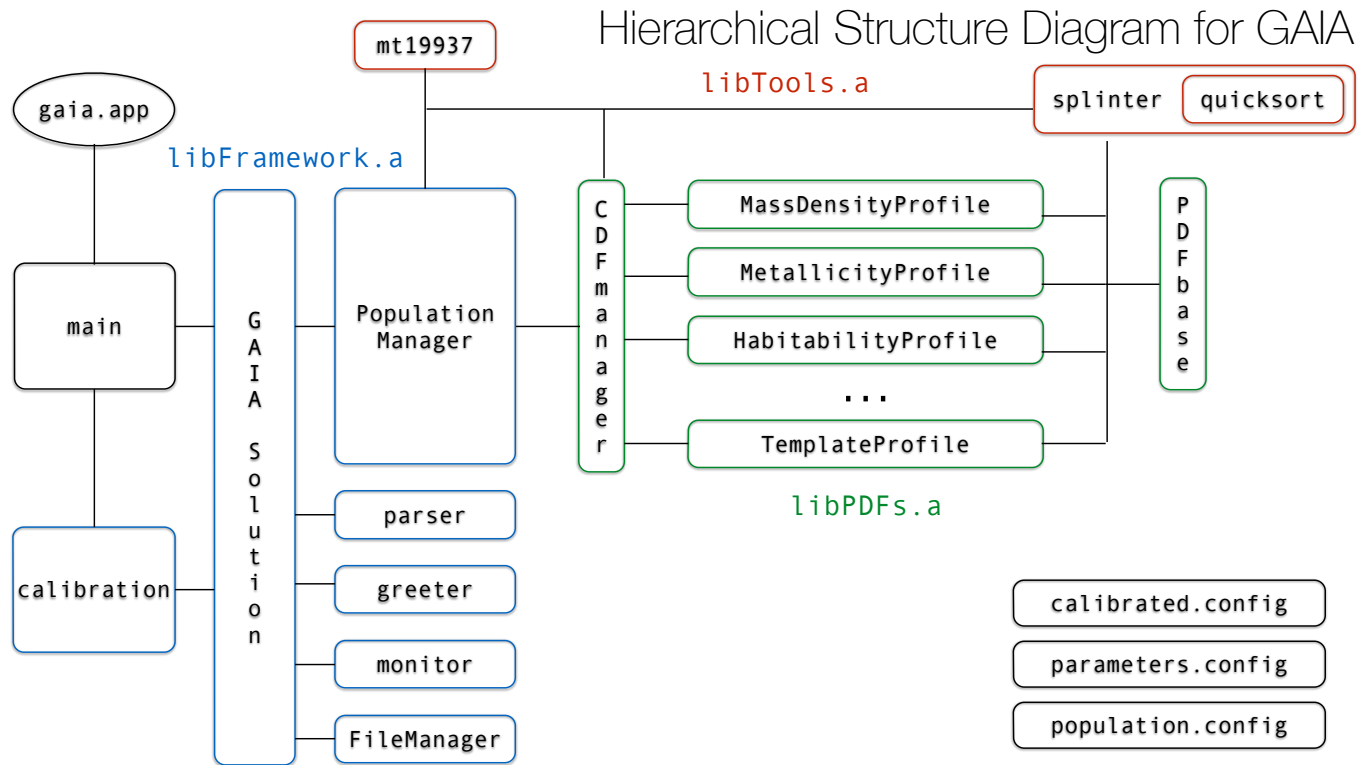 Hierarchical Structure Diagram for GAIA
mt19937
libTools.a
splinter
quicksort
gaia.app
libFramework.a
main
calibration
GAIA Solution
Population
Manager
parser
greeter
monitor
FileManager
CDFmanager
MassDensityProfile
MetallicityProfile
HabitabilityProfile
...
TemplateProfile
libPDFs.a
PDFbase
calibrated.config
parameters.config
population.config